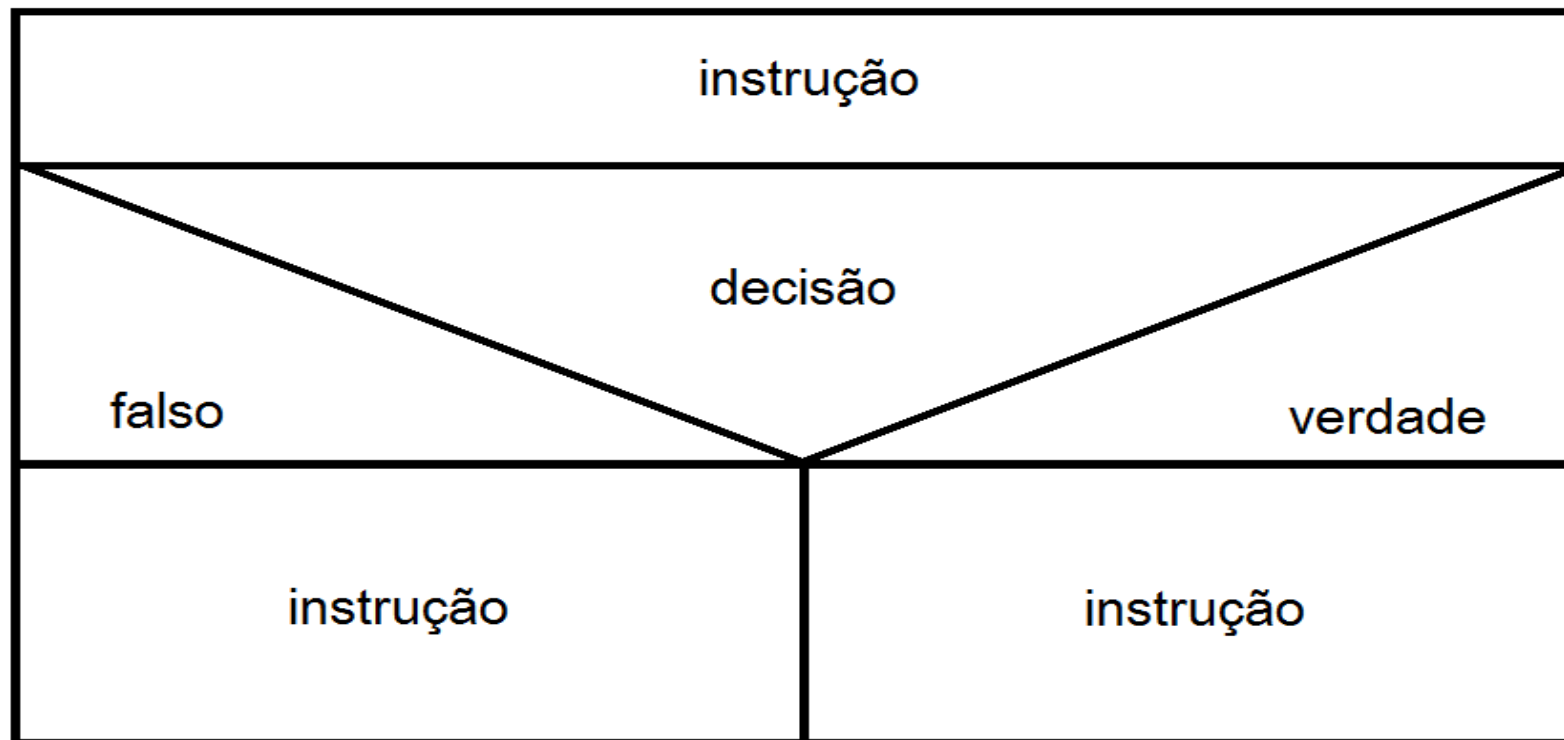 instrução
decisão
falso
verdade
instrução
instrução